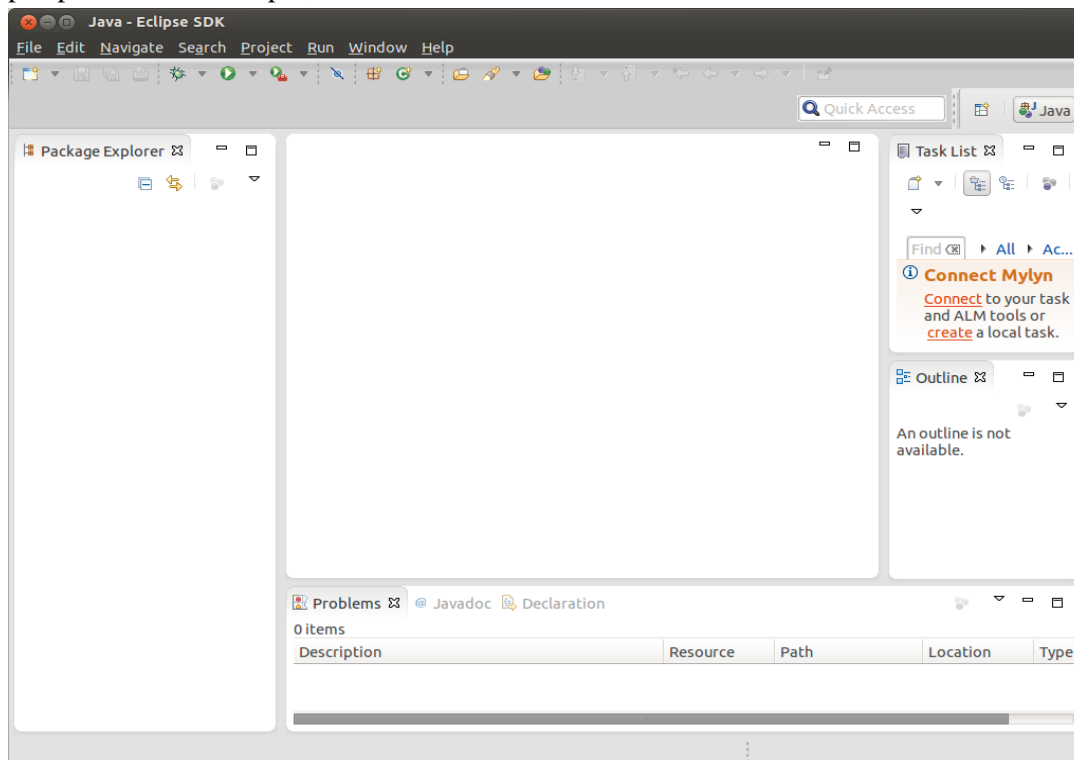 Java - Eclipse SDK
File Edit Navigate Search Project Run Window Help
Quick Access
Java
Package Explorer
Task List
Find
All
Ac...
Connect Mylyn
Connect to your task
and ALM tools or
create a local task.
Outline
An outline is not
available.
Problems
@ Javadoc
Declaration
0 items
Description Resource Path Location Type